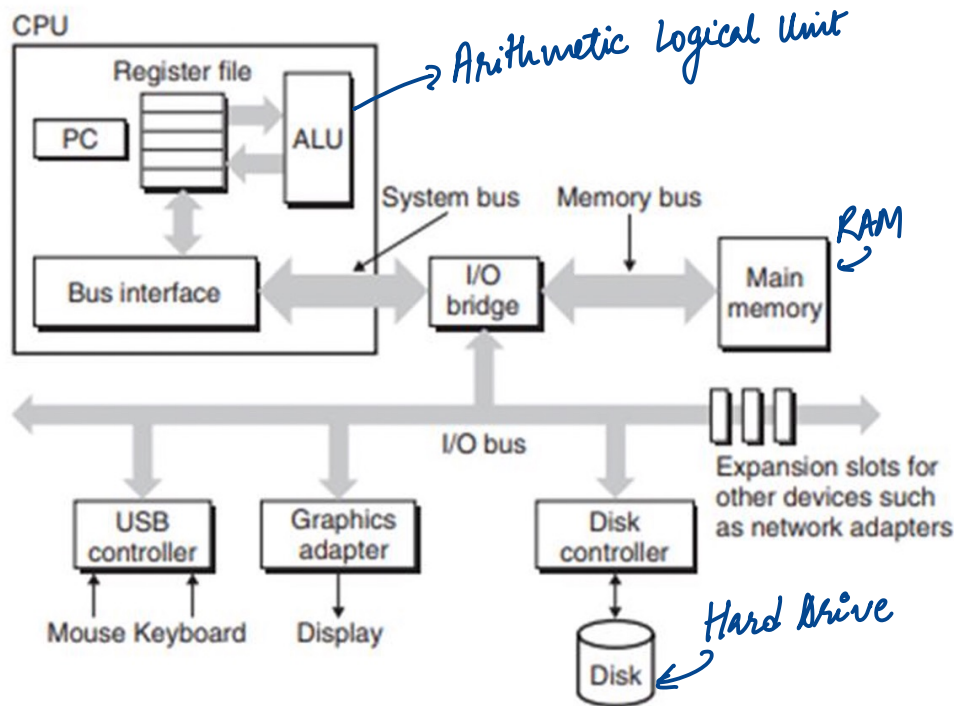 CPU
Arithmetic Logical Unit
Register file
PC
ALU
System bus
Memory bus
RAM
Bus interface
I/O
bridge
Main
memory
I/O bus
Expansion slots for
other devices such
as network adapters
USB
controller
Graphics
adapter
Disk
controller
Mouse Keyboard
Display
Hard Drive
Disk